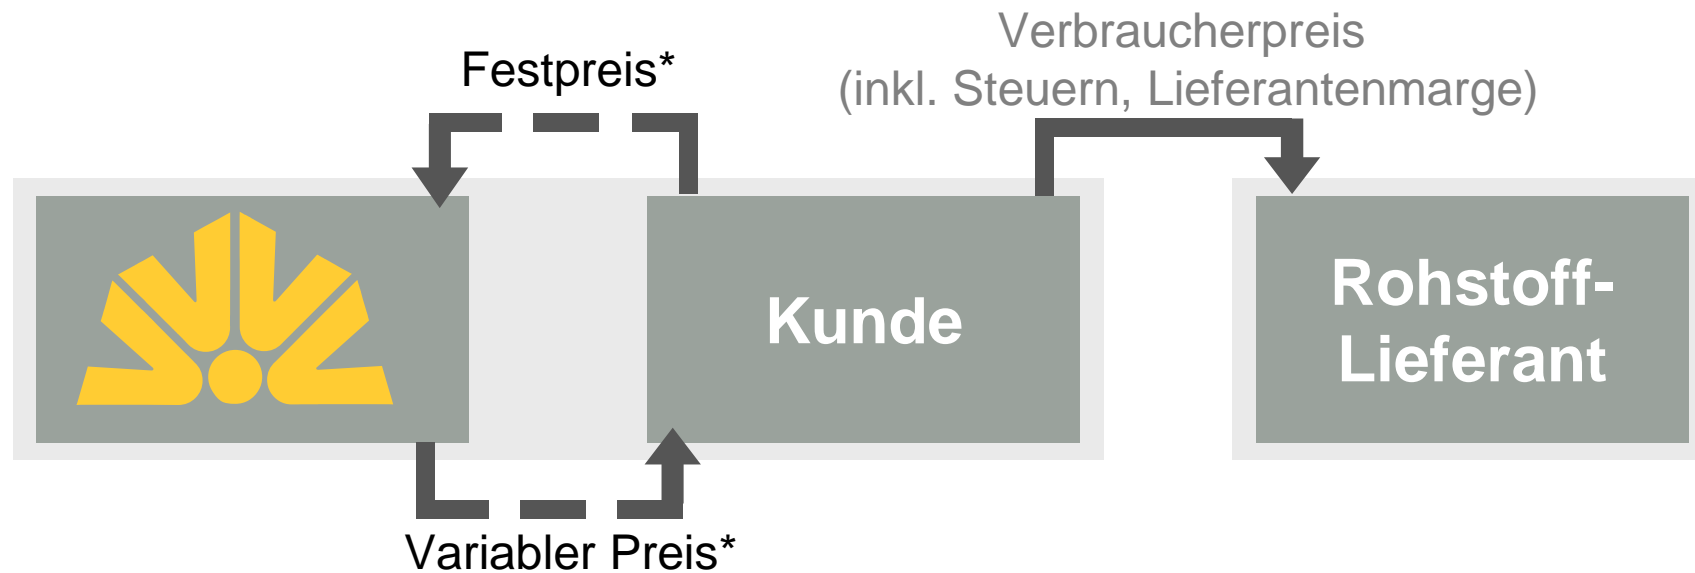 Verbraucherpreis
(inkl. Steuern, Lieferantenmarge)
Festpreis*
Kunde
Rohstoff-
Lieferant
Variabler Preis*